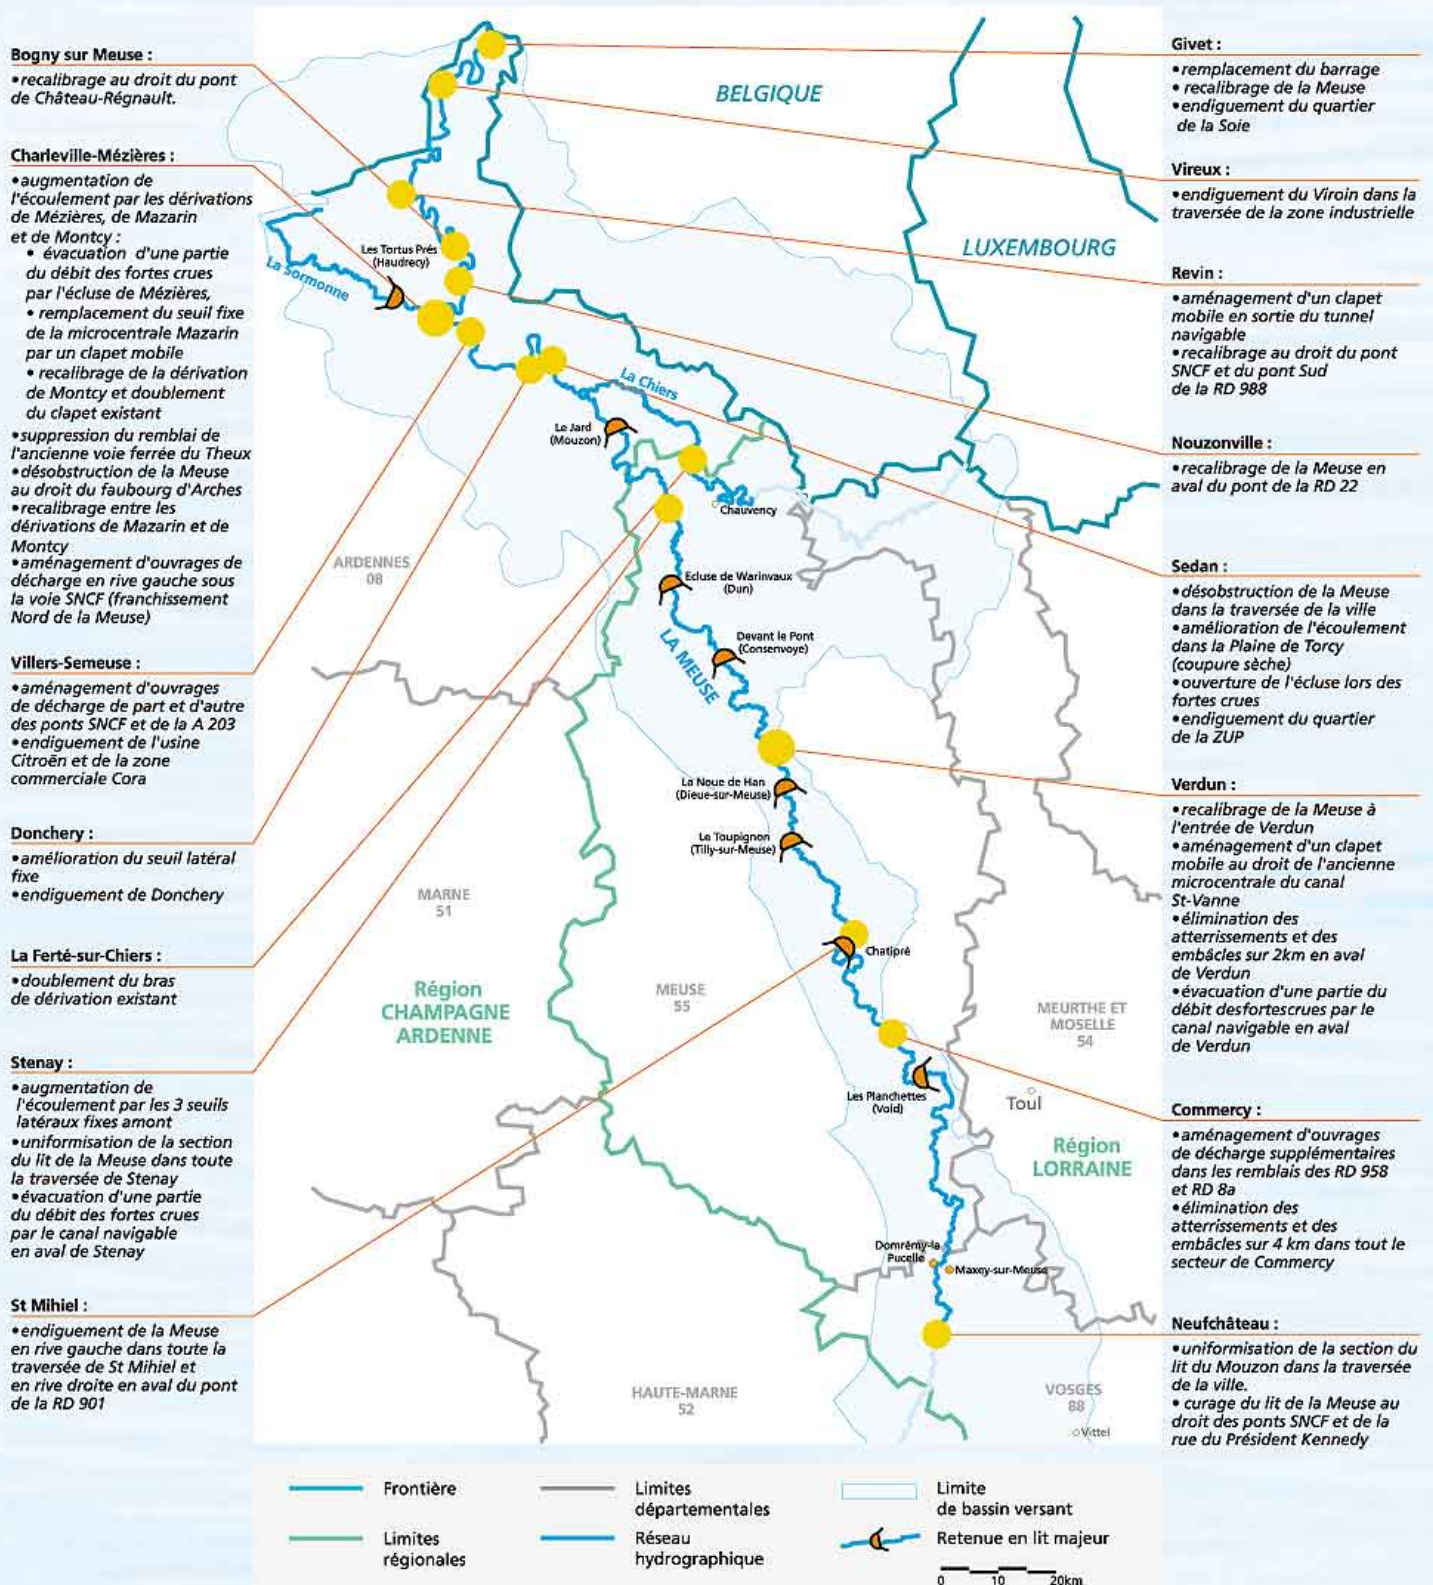 Bogny sur Meuse :
•recalibrage au droit du pont
de Château-Régnault.
Charleville-Mézières :
•augmentation de
l'écoulement par les dérivations
de Mézières, de Mazarin
et de Montcy :
• évacuation d'une partie
du débit des fortes crues
par l'écluse de Mézières,
• remplacement du seuil fixe
de la microcentrale Mazarin
par un clapet mobile
• recalibrage de la dérivation
de Montcy et doublement
du clapet existant
•suppression du remblai de
l'ancienne voie ferrée du Theux
•désobstruction de la Meuse
au droit du faubourg d'Arches
•recalibrage entre les
dérivations de Mazarin et de
Montcy
•aménagement d'ouvrages de
décharge en rive gauche sous
la voie SNCF (franchissement
Nord de la Meuse)
Villers-Semeuse :
•aménagement d'ouvrages
de décharge de part et d'autre
des ponts SNCF et de la A 203
•endiguement de l'usine
Citroën et de la zone
commerciale Cora
Donchery :
•amélioration du seuil latéral
fixe
•endiguement de Donchery
La Ferté-sur-Chiers :
•doublement du bras
de dérivation existant
Stenay :
•augmentation de
l'écoulement par les 3 seuils
latéraux fixes amont
•uniformisation de la section
du lit de la Meuse dans toute
la traversée de Stenay
•évacuation d'une partie
du débit des fortes crues
par le canal navigable
en aval de Stenay
St Mihiel :
•endiguement de la Meuse
en rive gauche dans toute la
traversée de St Mihiel et
en rive droite en aval du pont
de la RD 901
BELGIQUE
LUXEMBOURG
Les Tortus Prés
(Haudrecy)
La Sormonne
La Chiers
Le Jard
(Mouzon)
Chauvency
ARDENNES
08
Ecluse de Warinvaux
(Dun)
Devant le Pont
(Consenvoye)
LA MEUSE
La Noue de Han
(Dieue-sur-Meuse)
Le Toupignon
(Tilly-sur-Meuse)
MARNE
51
Chatipré
Région
CHAMPAGNE
ARDENNE
MEUSE
55
MEURTHE ET
MOSELLE
54
Les Planchettes
(Void)
Toul
Région
LORRAINE
Domrémy-la
Pucelle
Maxey-sur-Meuse
HAUTE-MARNE
52
VOSGES
88
Vittel
Givet :
•remplacement du barrage
• recalibrage de la Meuse
•endiguement du quartier
de la Soie
Vireux :
•endiguement du Viroin dans la
traversée de la zone industrielle
Revin :
•aménagement d'un clapet
mobile en sortie du tunnel
navigable
•recalibrage au droit du pont
SNCF et du pont Sud
de la RD 988
Nouzonville :
•recalibrage de la Meuse en
aval du pont de la RD 22
Sedan :
•désobstruction de la Meuse
dans la traversée de la ville
•amélioration de l'écoulement
dans la Plaine de Torcy
(coupure sèche)
•ouverture de l'écluse lors des
fortes crues
•endiguement du quartier
de la ZUP
Verdun :
•recalibrage de la Meuse à
l'entrée de Verdun
•aménagement d'un clapet
mobile au droit de l'ancienne
microcentrale du canal
St-Vanne
•élimination des
atterrissements et des
embâcles sur 2km en aval
de Verdun
•évacuation d'une partie du
débit desfortescrues par le
canal navigable en aval
de Verdun
Commercy :
•aménagement d'ouvrages
de décharge supplémentaires
dans les remblais des RD 958
et RD 8a
•élimination des
atterrissements et des
embâcles sur 4 km dans tout le
secteur de Commercy
Neufchâteau :
•uniformisation de la section du
lit du Mouzon dans la traversée
de la ville.
• curage du lit de la Meuse au
droit des ponts SNCF et de la
rue du Président Kennedy
Frontière
Limites
régionales
Limites
départementales
Réseau
hydrographique
Limite
de bassin versant
Retenue en lit majeur
0 10 20km